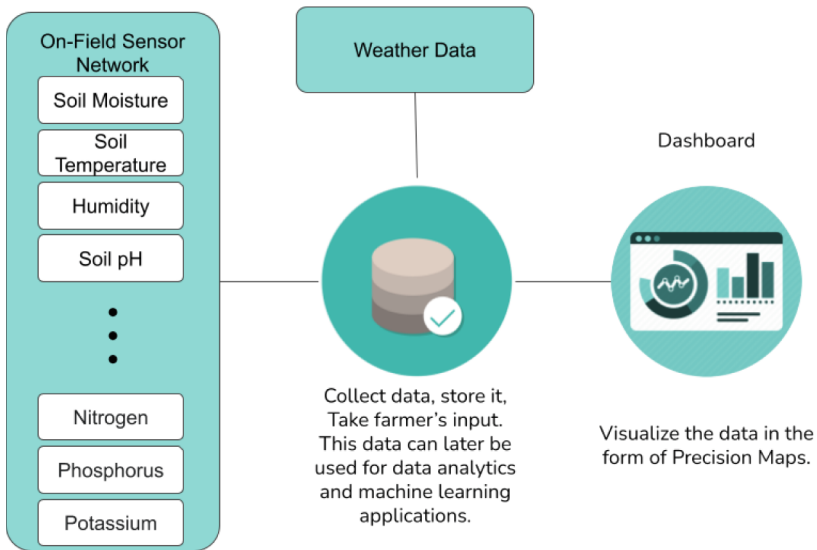 On-Field Sensor
Network
Soil Moisture
Soil
Temperature
Humidity
Soil pH
Nitrogen
Phosphorus
Potassium
Weather Data
Collect data, store it,
Take farmer's input.
This data can later be
used for data analytics
and machine learning
applications.
Dashboard
Visualize the data in the
form of Precision Maps.